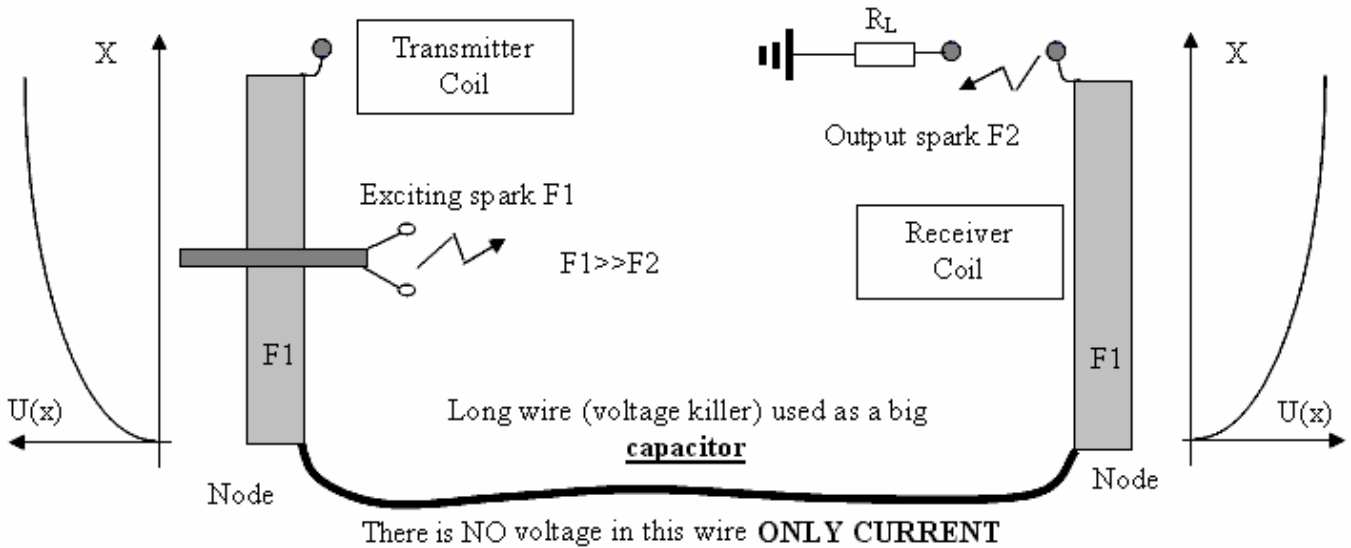 X
Transmitter
Coil
Exciting spark F1
F1>>F2
F1
U(x)
Node
R_L
Output spark F2
Receiver
Coil
X
F1
U(x)
Node
Long wire (voltage killer) used as a big
capacitor
There is NO voltage in this wire ONLY CURRENT